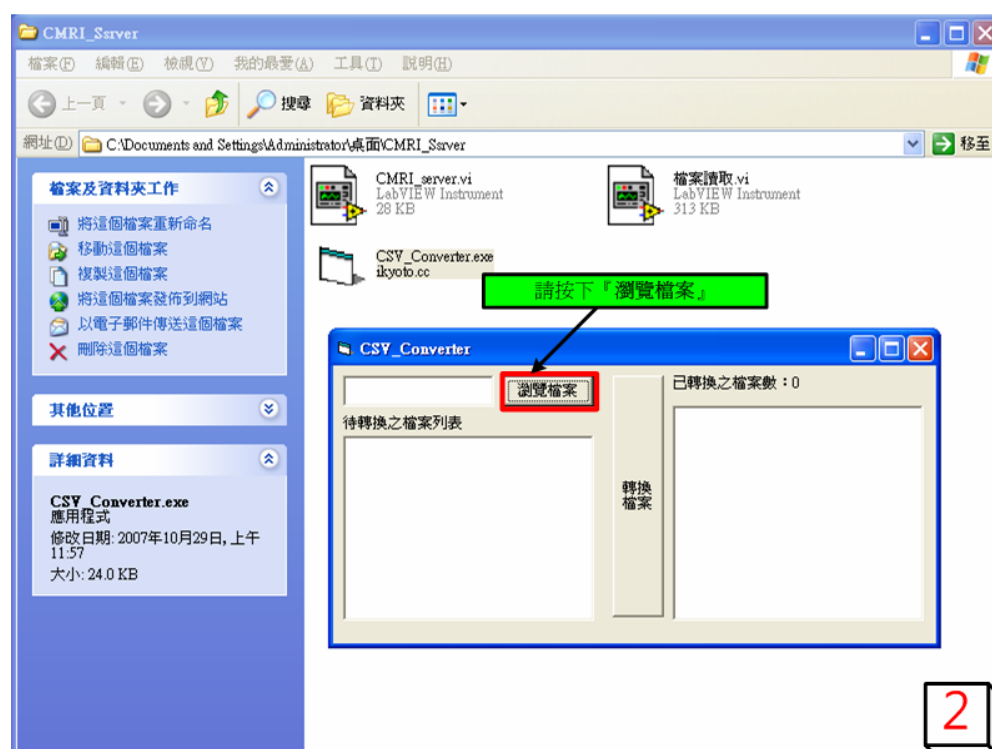 CMRI_Ssrver
檔案(F) 編輯(E) 檢視(V) 我的最愛(A) 工具(T) 說明(H)
上一頁 搜尋 資料夾
網址(D) C:\Documents and Settings\Administrator\桌面\CMRI_Ssrver 移至
檔案及資料夾工作
將這個檔案重新命名
移動這個檔案
複製這個檔案
將這個檔案發佈到網站
以電子郵件傳送這個檔案
刪除這個檔案
其他位置
詳細資料
CSV_Converter.exe
應用程式
修改日期: 2007年10月29日, 上午
11:57
大小: 24.0 KB
CMRI_server.vi
LabVIEW Instrument
28 KB
檔案讀取.vi
LabVIEW Instrument
313 KB
CSV_Converter.exe
ikyoto.cc
請按下『瀏覽檔案』
CSV_Converter
瀏覽檔案
待轉換之檔案列表
轉換
檔案
已轉換之檔案數：0
2